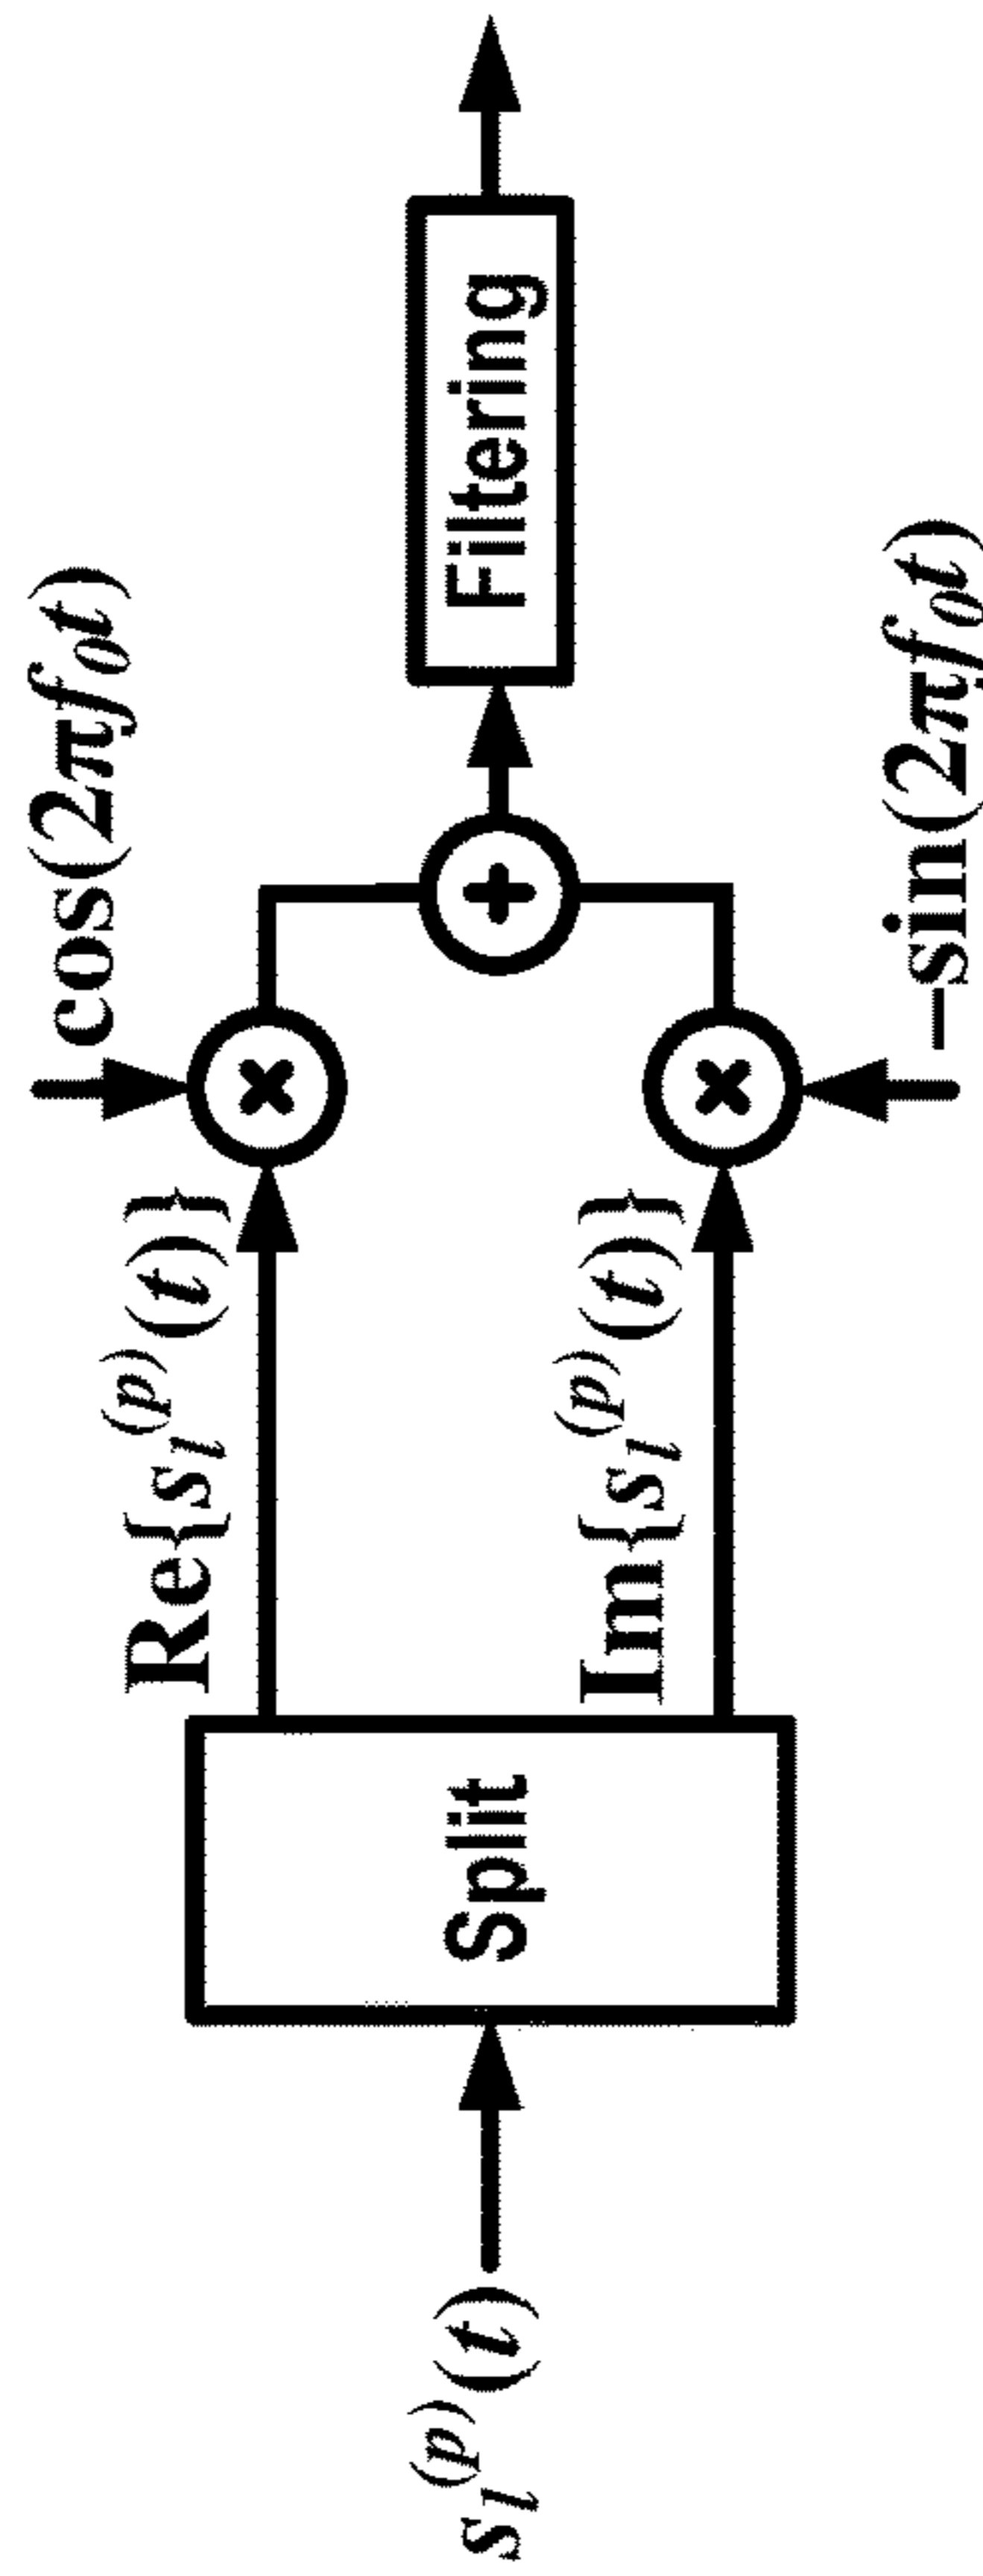 s_l^(p)(t)
Split
Re{s_l^(p)(t)}
Im{s_l^(p)(t)}
cos(2πf_0t)
–sin(2πf_0t)
×
×
+
Filtering